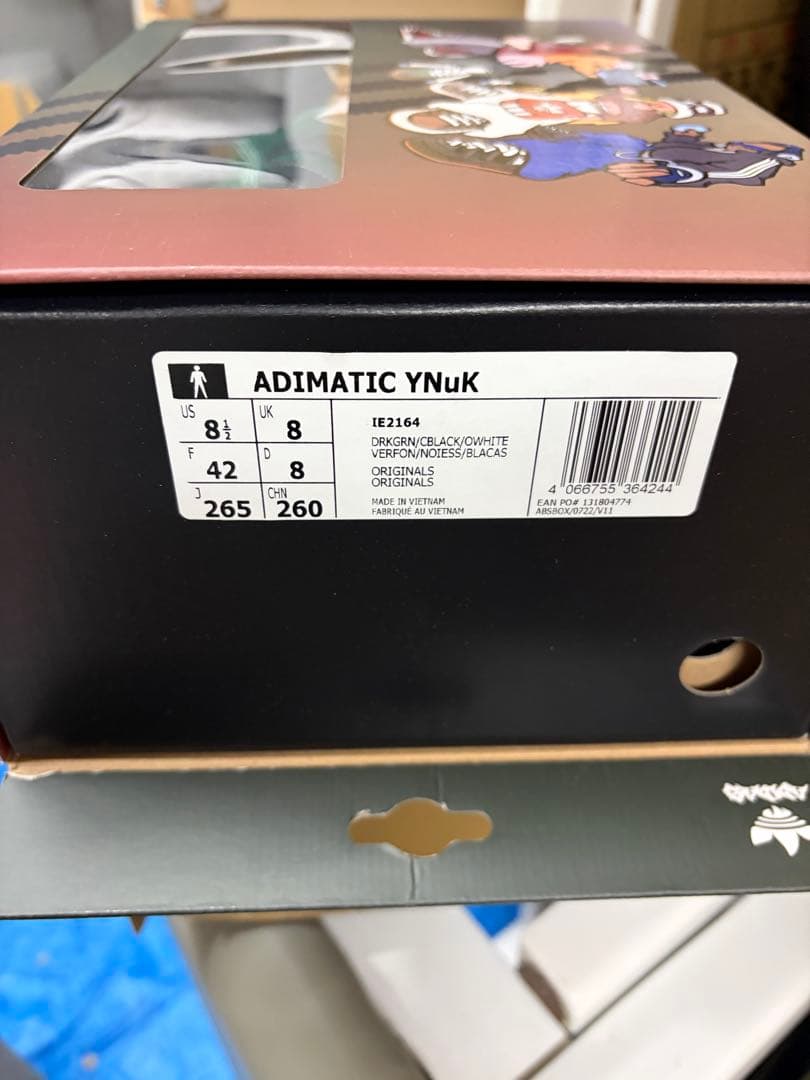 ADIMATIC YNuK
US 8½ UK 8
F 42 D 8
J 265 CHN 260
IE2164
DRKGRN/CBLACK/OWHITE
VERFON/NOIESS/BLACAS
ORIGINALS
ORIGINALS
MADE IN VIETNAM
FABRIQUÉ AU VIETNAM
4 066755 364244
EAN PO# 131804774
ABSBOX/0722/V11